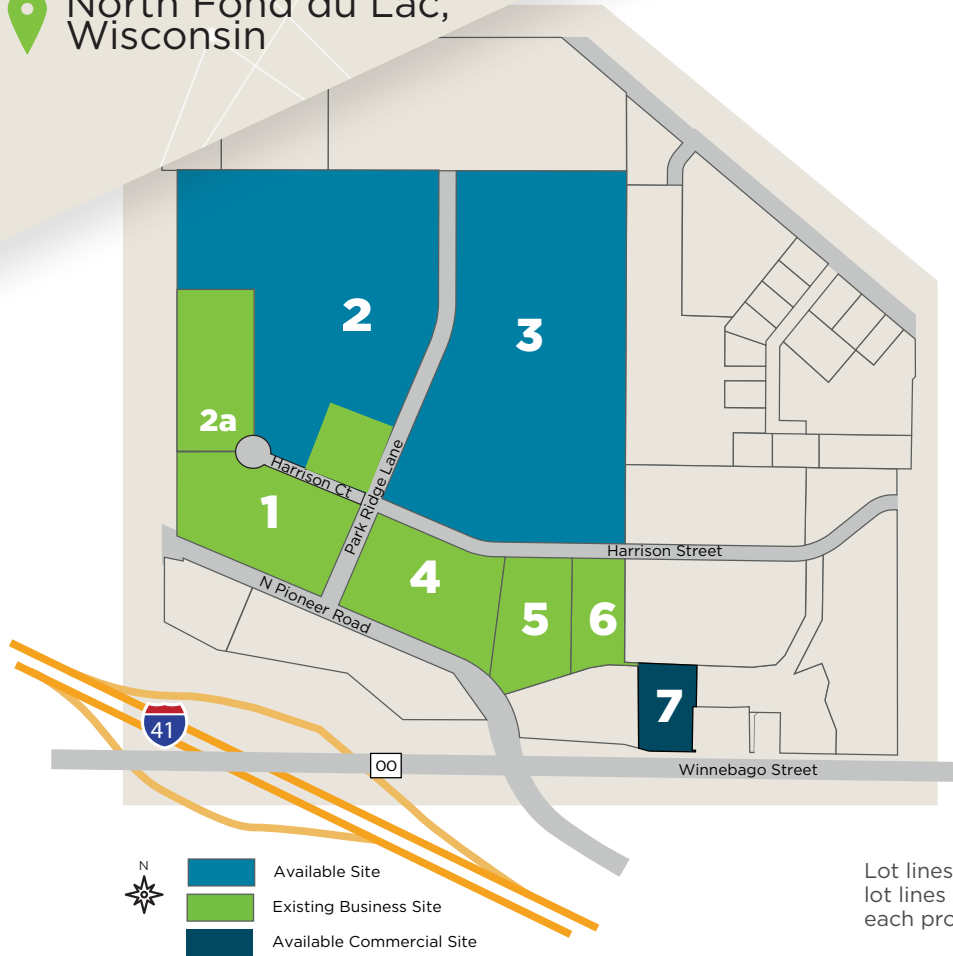 North Fond du Lac,
Wisconsin
2
3
2a
Harrison Ct
Park Ridge Lane
1
Harrison Street
4
N Pioneer Road
5
6
7
41
OO
Winnebago Street
N
Available Site
Existing Business Site
Available Commercial Site
Lot lines
lot lines
each pro